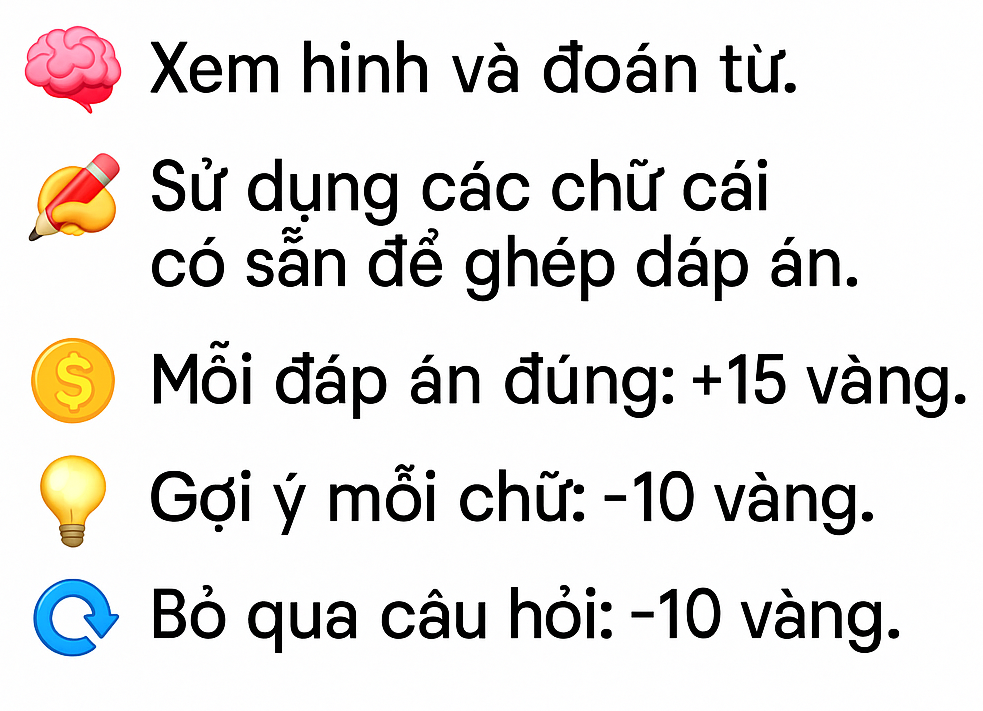 Xem hinh và đoán từ.
Sử dụng các chữ cái
có sẵn để ghép dáp án.
Mỗi đáp án đúng: +15 vàng.
Gợi ý mỗi chữ: -10 vàng.
Bỏ qua câu hỏi: -10 vàng.